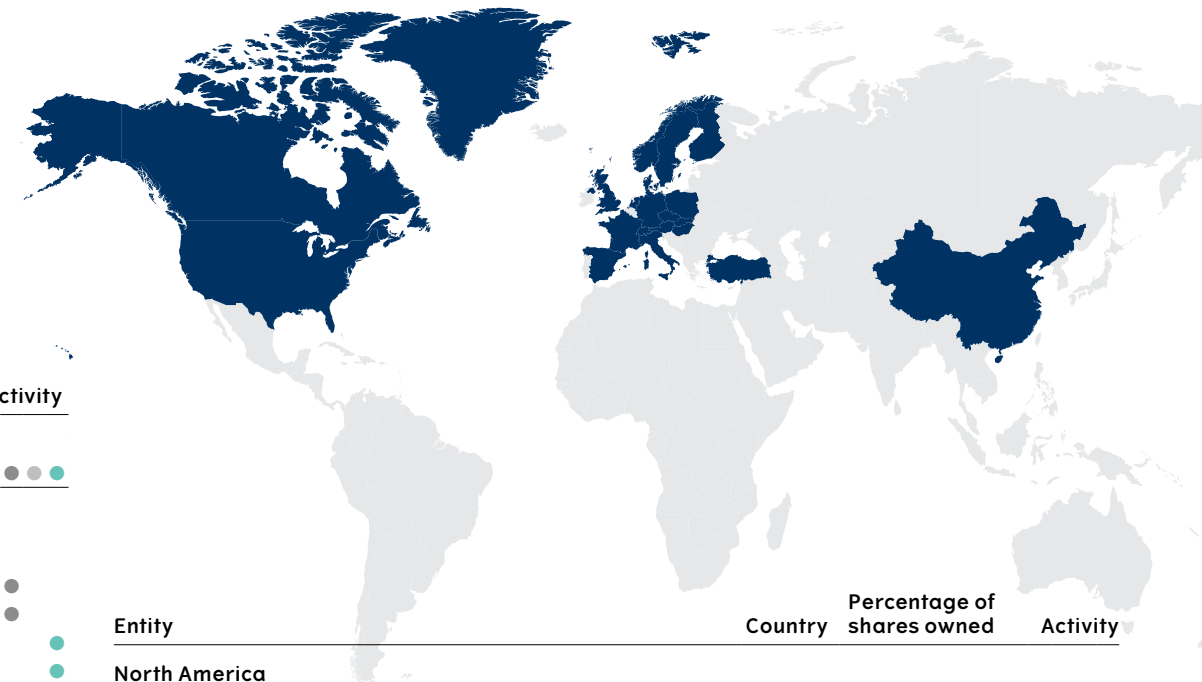 ctivity
Percentage of
Entity Country shares owned Activity
North America